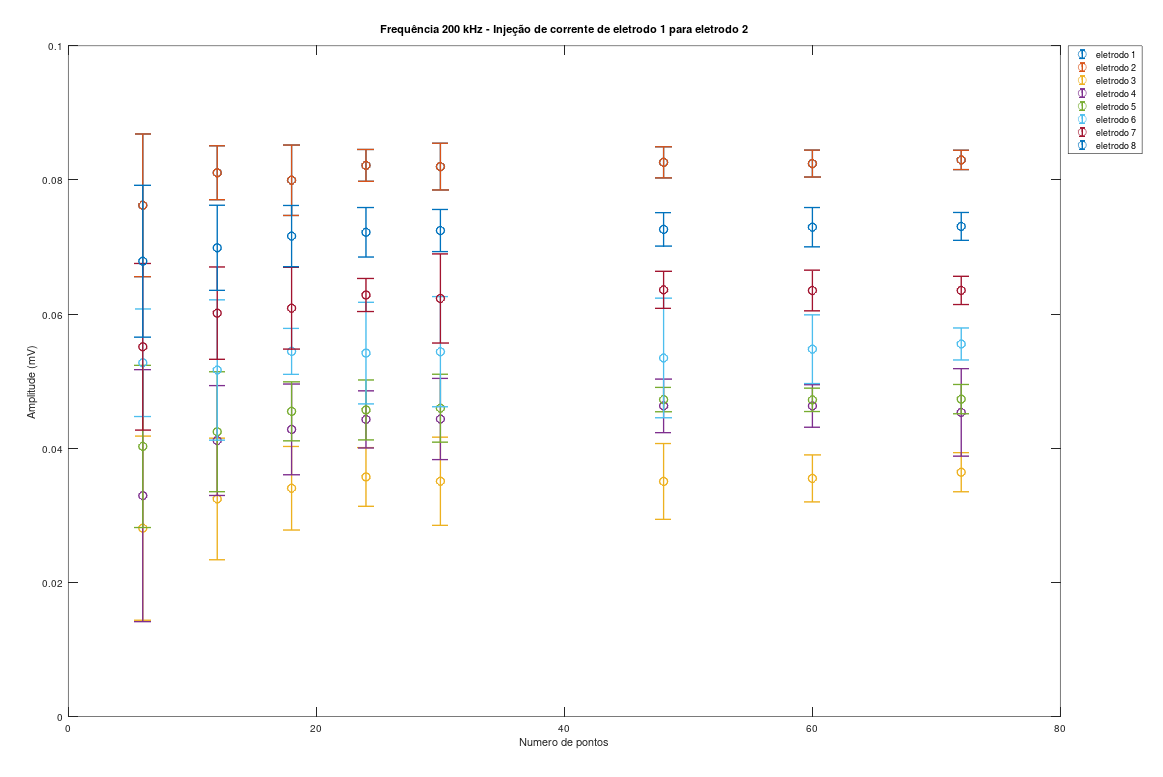 Frequência 200 kHz - Injeção de corrente de eletrodo 1 para eletrodo 2
0.1
0.08
0.06
0.04
0.02
0
Amplitude (mV)
0
20
40
60
80
Numero de pontos
eletrodo 1
eletrodo 2
eletrodo 3
eletrodo 4
eletrodo 5
eletrodo 6
eletrodo 7
eletrodo 8